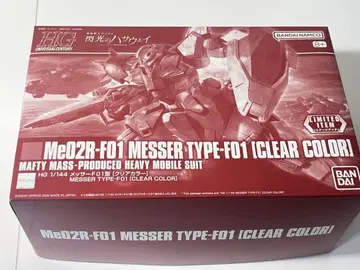 HG
UNIVERSAL CENTURY
閃光のハサウェイ
BANDAI NAMCO
Me02R-F01 MESSER TYPE-F01 [CLEAR COLOR]
MAFTY MASS-PRODUCED HEAVY MOBILE SUIT
LIMITED ITEM
HG 1/144 メッサーF01型 [クリアカラー]
MESSER TYPE-F01 [CLEAR COLOR]
BANDAI
Me02R-F01 MESSER TYPE-F01 [CLEAR COLOR]